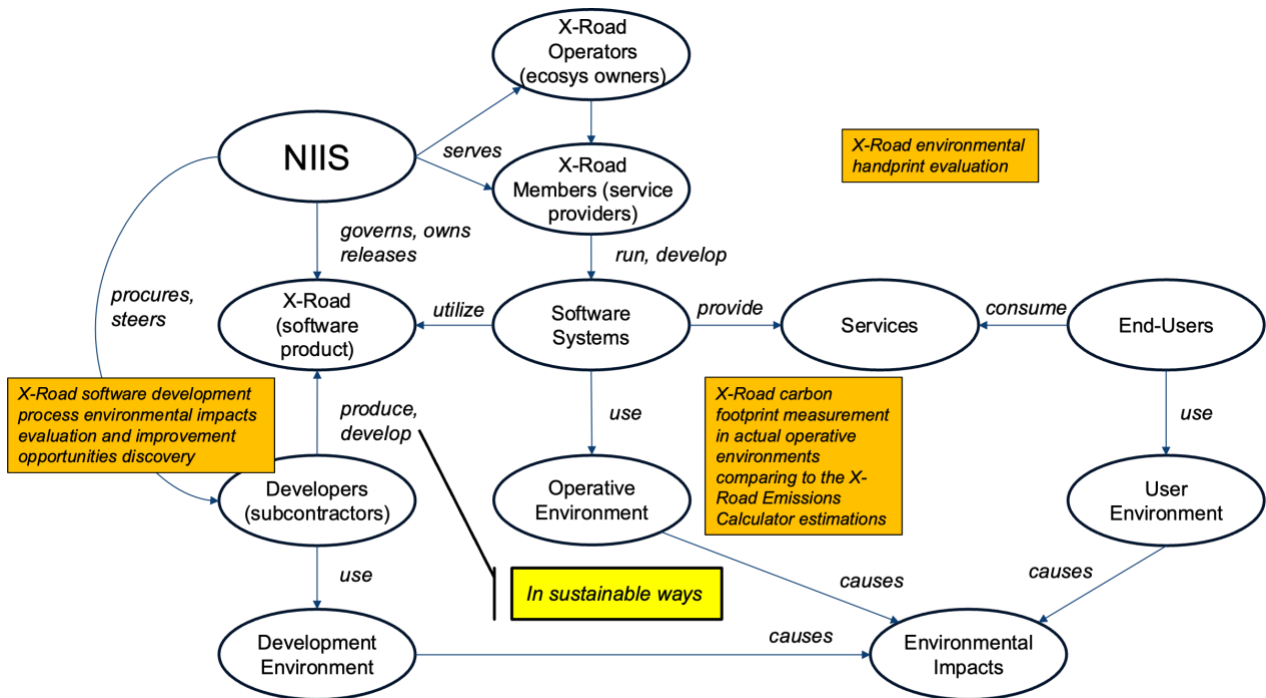 X-Road
Operators
(ecosys owners)
NIIS
serves
X-Road
Members (service
providers)
X-Road environmental
handprint evaluation
governs, owns
releases
run, develop
procures,
steers
X-Road
(software
product)
utilize
Software
Systems
provide
Services
consume
End-Users
X-Road software development
process environmental impacts
evaluation and improvement
opportunities discovery
produce,
develop
use
X-Road carbon
footprint measurement
in actual operative
environments
comparing to the X-
Road Emissions
Calculator estimations
use
Developers
(subcontractors)
Operative
Environment
User
Environment
use
In sustainable ways
causes
causes
Development
Environment
causes
Environmental
Impacts